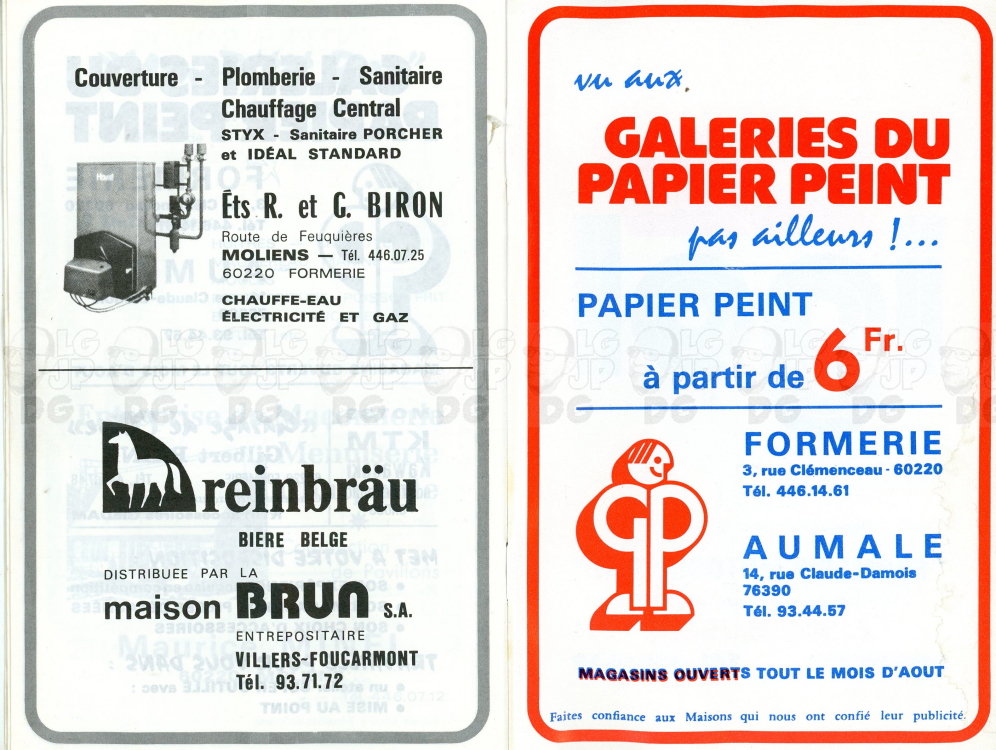 Couverture - Plomberie - Sanitaire
Chauffage Central
STYX - Sanitaire PORCHER
et IDÉAL STANDARD
Éts R. et G. BIRON
Route de Feuquières
MOLIENS — Tél. 446.07.25
60220 FORMERIE
CHAUFFE-EAU
ÉLECTRICITÉ ET GAZ
reinbräu
BIERE BELGE
DISTRIBUEE PAR LA
maison BRUN S.A.
ENTREPOSITAIRE
VILLERS-FOUCARMONT
Tél. 93.71.72
vu aux
GALERIES DU
PAPIER PEINT
pas ailleurs !...
PAPIER PEINT
à partir de 6 Fr.
FORMERIE
3, rue Clémenceau - 60220
Tél. 446.14.61
AUMALE
14, rue Claude-Damois
76390
Tél. 93.44.57
MAGASINS OUVERTS TOUT LE MOIS D'AOUT
Faites confiance aux Maisons qui nous ont confié leur publicité.
LG JP DG